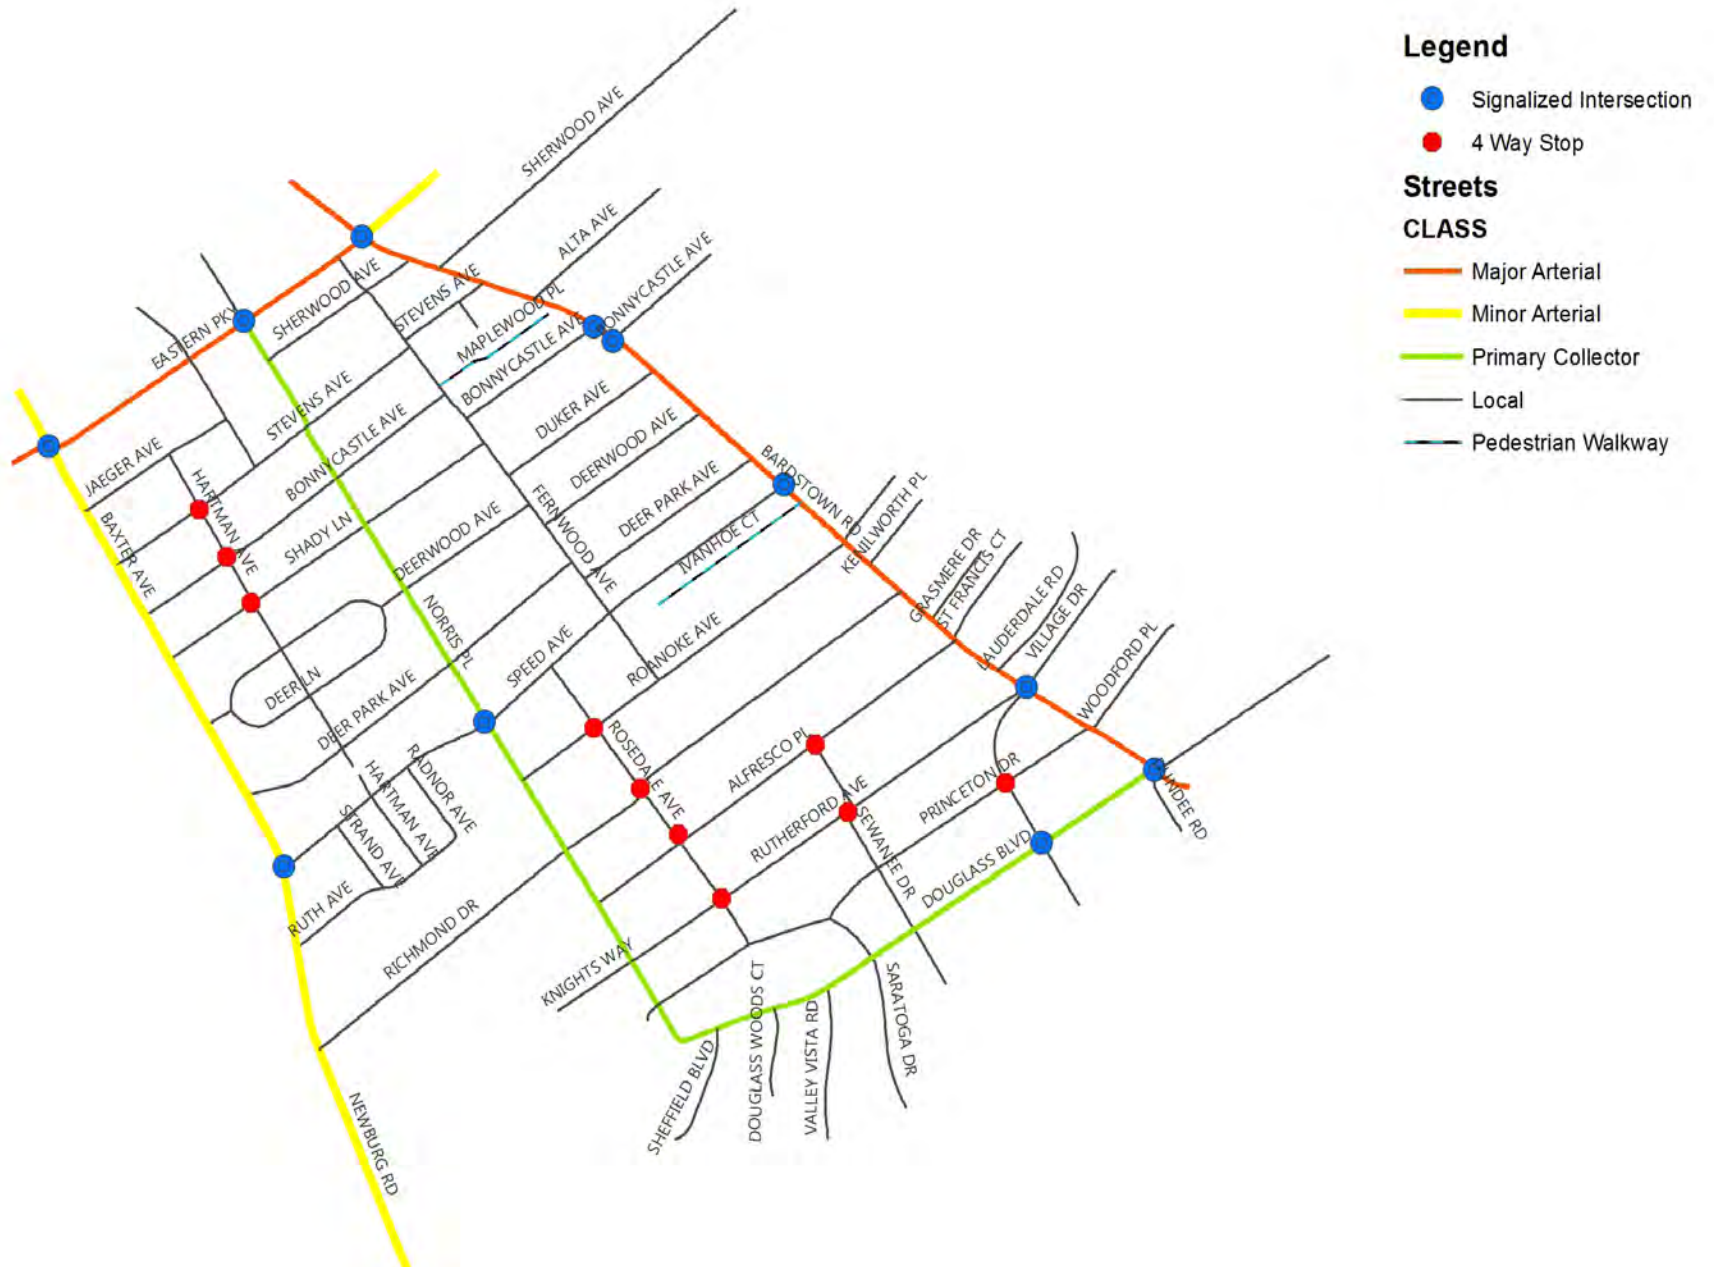 Legend
Signalized Intersection
4 Way Stop
Streets
CLASS
Major Arterial
Minor Arterial
Primary Collector
Local
Pedestrian Walkway
SHERWOOD AVE
ALTA AVE
BONNYCASTLE AVE
SHERWOOD AVE
STEVENS AVE
MAPLEWOOD PL
EASTERN PKY
BONNYCASTLE AVE
STEVENS AVE
DUKER AVE
BONNYCASTLE AVE
DEERWOOD AVE
JAEGER AVE
HARTMAN AVE
BARDSTOWN RD
DEER PARK AVE
KENILWORTH PL
FERNWOOD AVE
SHADY LN
DEERWOOD AVE
IVANHOE CT
BAXTER AVE
GRASMERE DR
ST FRANCIS CT
LAUDERDALE RD
VILLAGE DR
NORRIS PL
SPEED AVE
ROANOKE AVE
WOODFORD PL
DEER LN
DEER PARK AVE
ROSEDALE AVE
ALFRESCO PL
RADNOR AVE
HARTMAN AVE
STRAND AVE
RUTHERFORD AVE
PRINCETON DR
DUNDEE RD
SEWANEE DR
DOUGLASS BLVD
RUTH AVE
RICHMOND DR
KNIGHTS WAY
DOUGLASS WOODS CT
VALLEY VISTA RD
SARATOGA DR
SHEFFIELD BLVD
NEWBURG RD